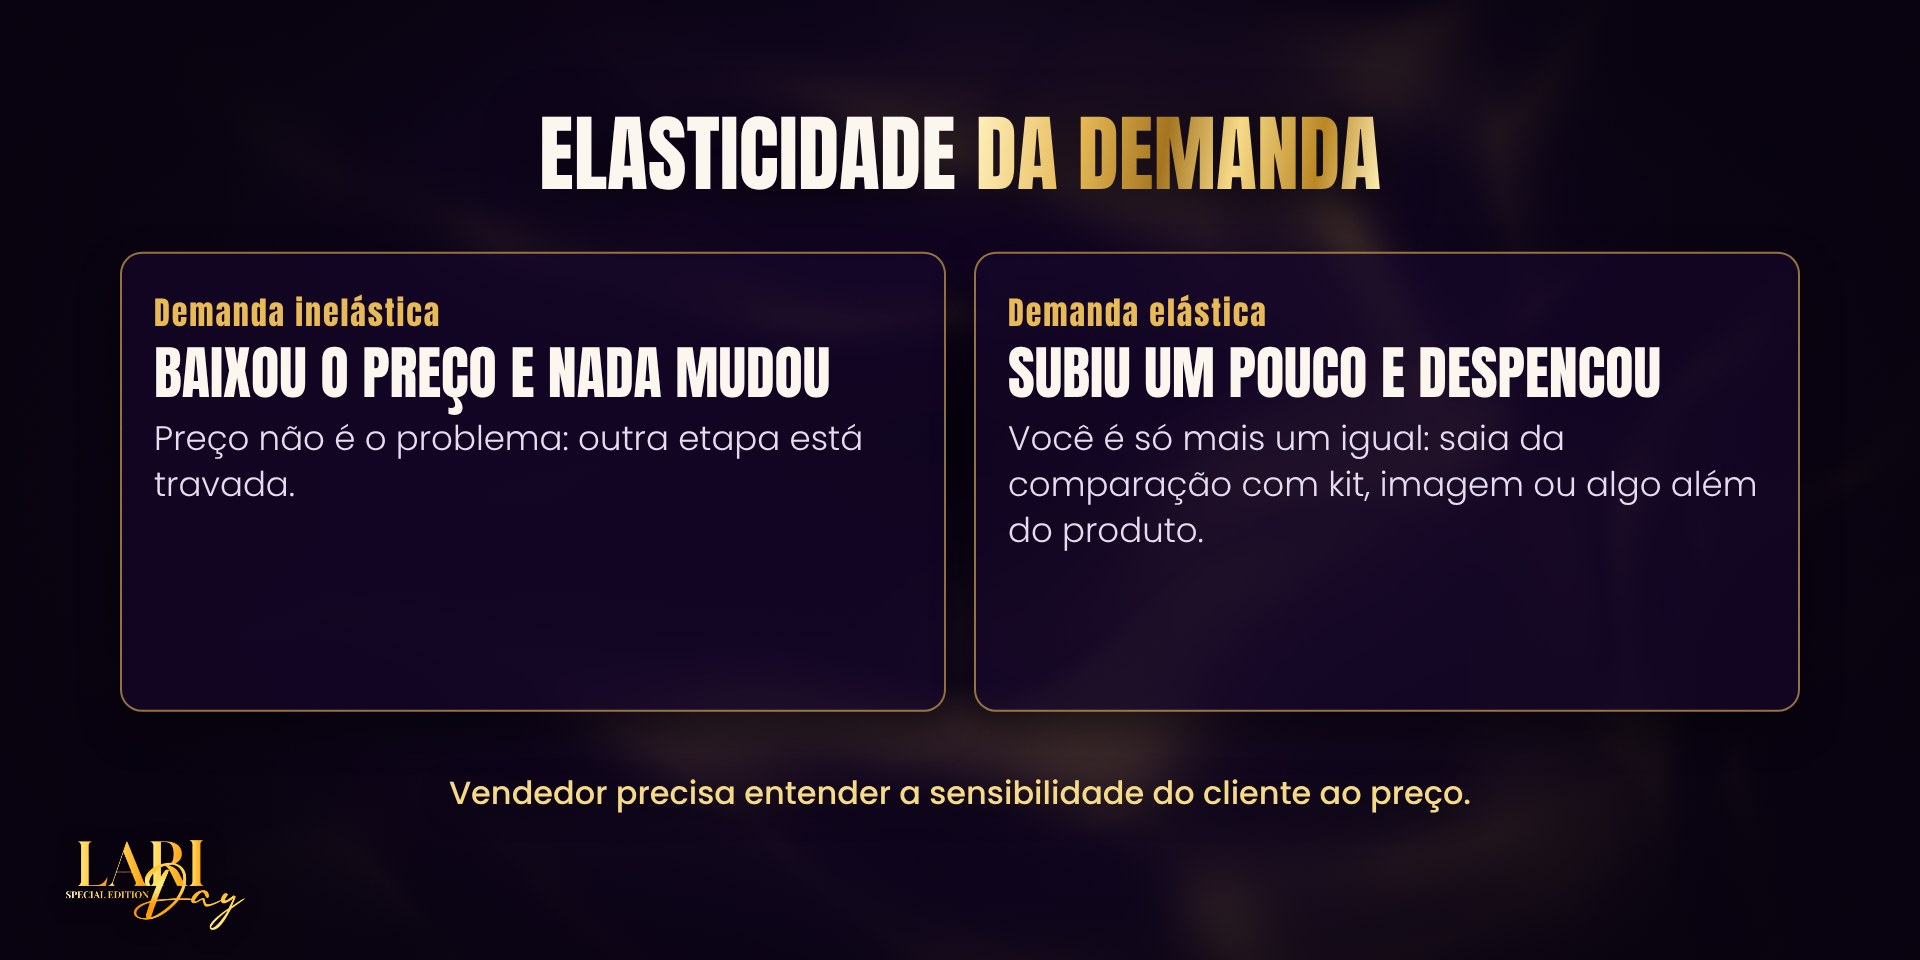 ELASTICIDADE DA DEMANDA
Demanda inelástica
BAIXOU O PREÇO E NADA MUDOU
Preço não é o problema: outra etapa está
travada.
Demanda elástica
SUBIU UM POUCO E DESPENCOU
Você é só mais um igual: saia da
comparação com kit, imagem ou algo além
do produto.
Vendedor precisa entender a sensibilidade do cliente ao preço.
LABI
SPECIAL EDITION
Day